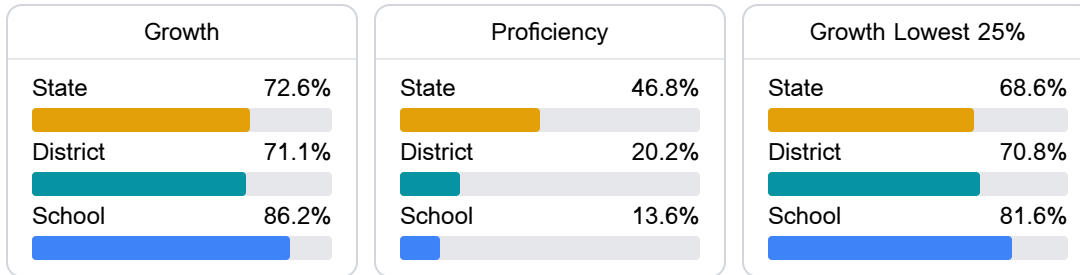 Growth
State 72.6%
District 71.1%
School 86.2%
Proficiency
State 46.8%
District 20.2%
School 13.6%
Growth Lowest 25%
State 68.6%
District 70.8%
School 81.6%